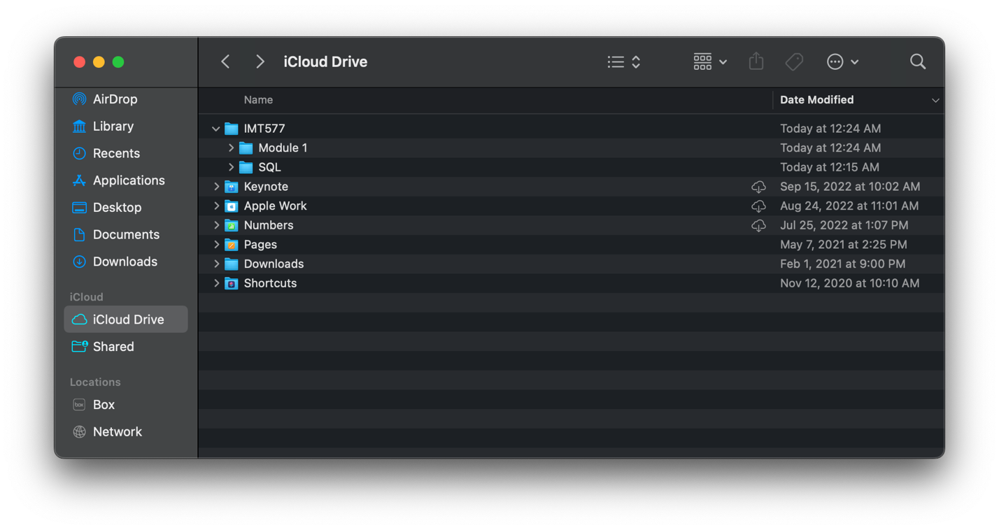 iCloud Drive
AirDrop
Library
Recents
Applications
Desktop
Documents
Downloads
iCloud
iCloud Drive
Shared
Locations
box Box
Network
Name Date Modified
IMT577 Today at 12:24 AM
Module 1 Today at 12:24 AM
SQL Today at 12:15 AM
Keynote Sep 15, 2022 at 10:02 AM
Apple Work Aug 24, 2022 at 11:01 AM
Numbers Jul 25, 2022 at 1:07 PM
Pages May 7, 2021 at 2:25 PM
Downloads Feb 1, 2021 at 9:00 PM
Shortcuts Nov 12, 2020 at 10:10 AM